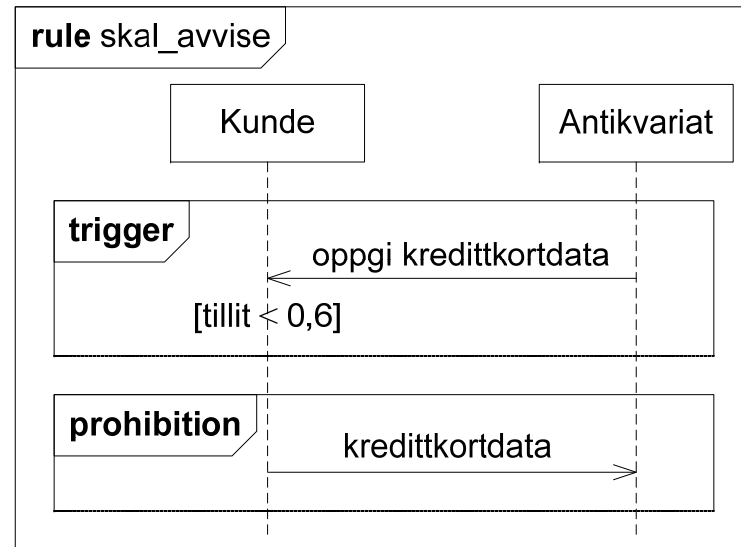 rule skal_avvise
Kunde
Antikvariat
trigger
oppgi kredittkortdata
[tillit < 0,6]
prohibition
kredittkortdata